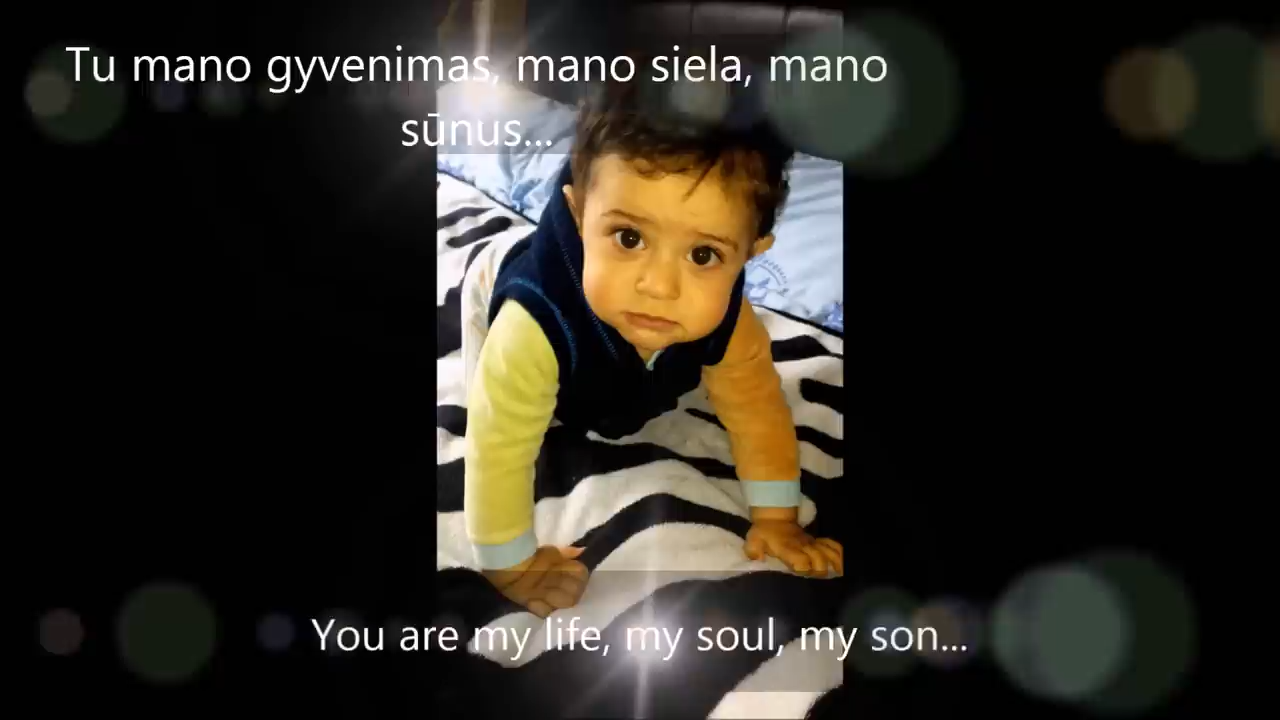 Tu mano gyvenimas, mano siela, mano
sūnus...
You are my life, my soul, my son...